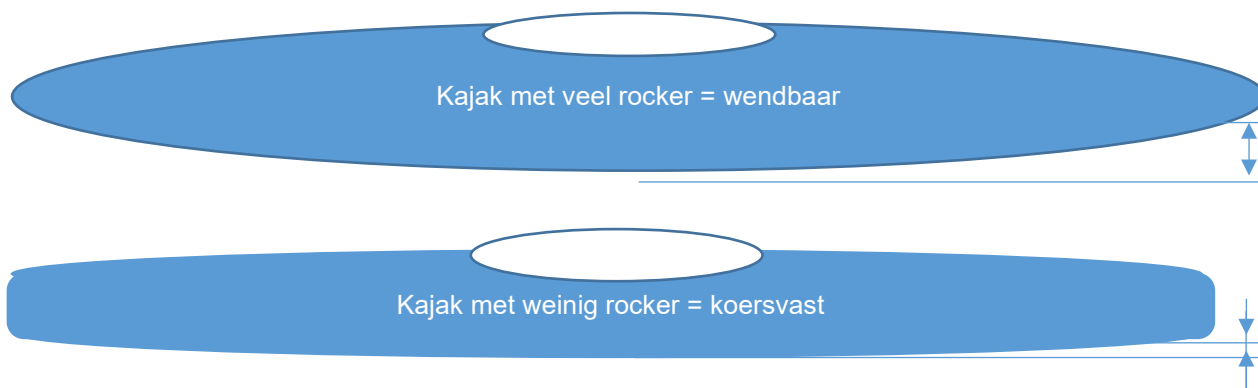 Kajak met veel rocker = wendbaar
Kajak met weinig rocker = koersvast